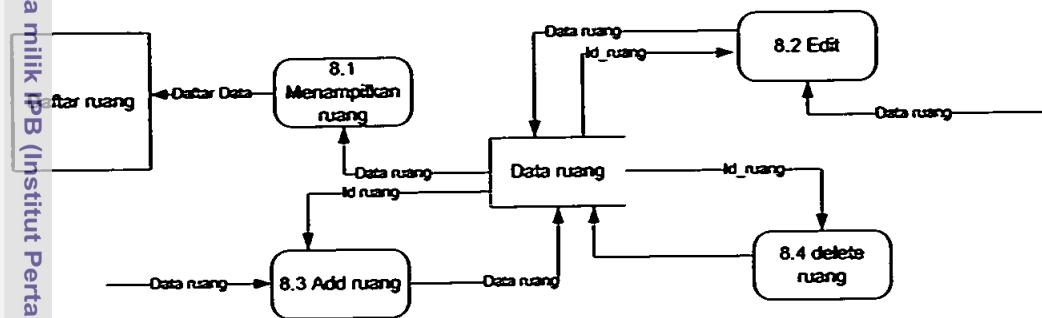 a milik IPB (Institut Perta
Data ruang
Id_ruang
8.2 Edit
Data ruang
8.1
Menampilkan
ruang
Daftar Data
Daftar ruang
Data ruang
Id ruang
Data ruang
Id_ruang
8.4 delete
ruang
Data ruang
8.3 Add ruang
Data ruang